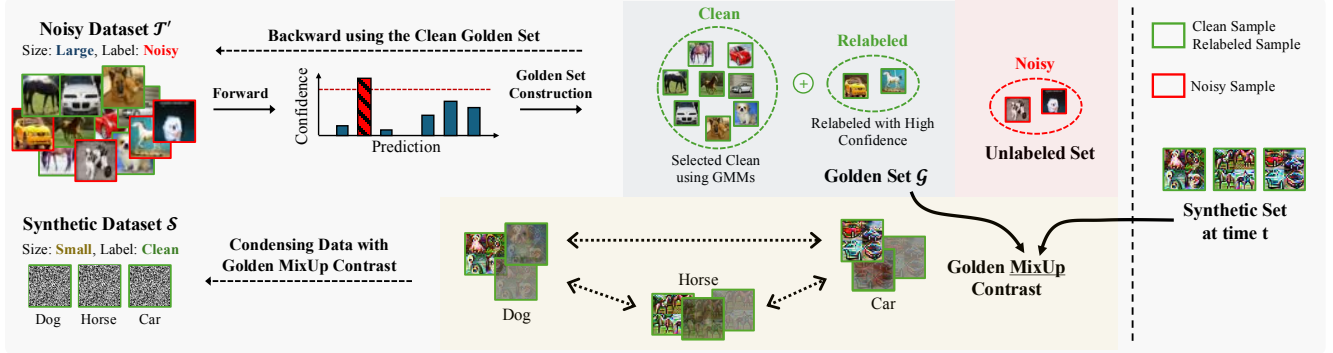 Noisy Dataset 𝒯′
Size: Large, Label: Noisy
Backward using the Clean Golden Set
Forward
Confidence
Prediction
Golden Set
Construction
Clean
Selected Clean
using GMMs
+
Relabeled
Relabeled with High
Confidence
Golden Set 𝒢
Noisy
Unlabeled Set
Clean Sample
Relabeled Sample
Noisy Sample
Synthetic Set
at time t
Synthetic Dataset 𝒮
Size: Small, Label: Clean
Dog
Horse
Car
Condensing Data with
Golden MixUp Contrast
Dog
Horse
Car
Golden MixUp
Contrast